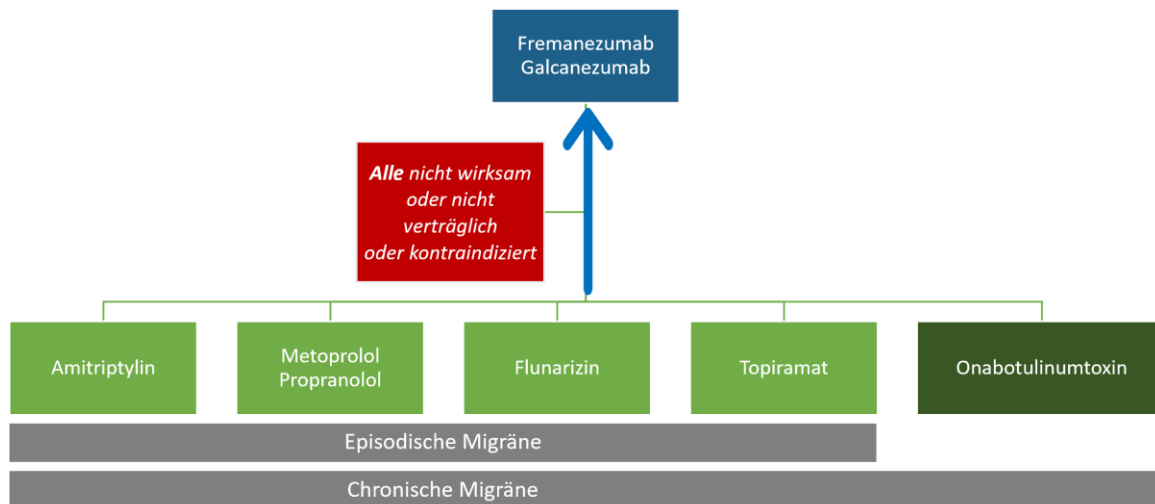 Fremanezumab
Galcanezumab
Alle nicht wirksam
oder nicht
verträglich
oder kontraindiziert
Amitriptylin
Metoprolol
Propranolol
Flunarizin
Topiramat
Onabotulinumtoxin
Episodische Migräne
Chronische Migräne